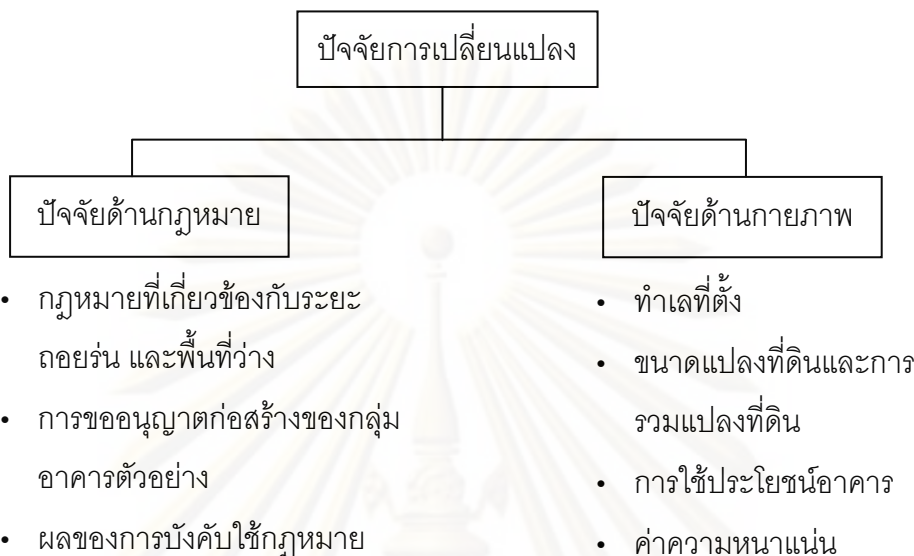 ปัจจัยการเปลี่ยนแปลง
ปัจจัยด้านกฎหมาย
• กฎหมายที่เกี่ยวข้องกับระยะ
ถอยร่น และพื้นที่ว่าง
• การขออนุญาตก่อสร้างของกลุ่ม
อาคารตัวอย่าง
• ผลของการบังคับใช้กฎหมาย
ปัจจัยด้านกายภาพ
• ทำเลที่ตั้ง
• ขนาดแปลงที่ดินและการ
รวมแปลงที่ดิน
• การใช้ประโยชน์อาคาร
• ค่าความหนาแน่น